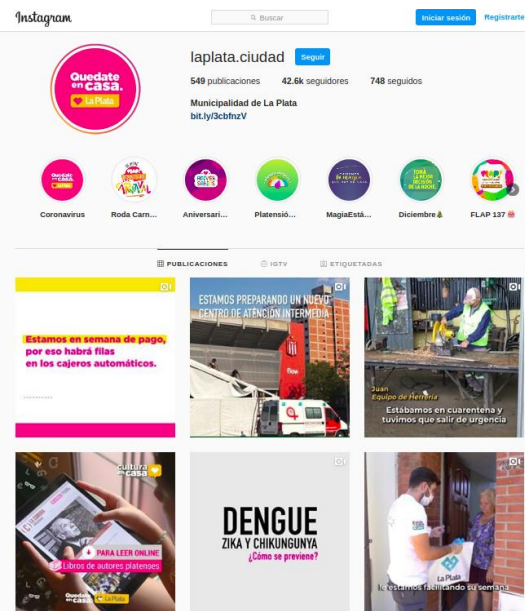 Instagram
Buscar
Iniciar sesión
Registrarte
Quedate
en casa.
La Plata
laplata.ciudad
Seguir
549 publicaciones 42.6k seguidores 748 seguidos
Municipalidad de La Plata
bit.ly/3cbfnzV
Coronavirus
Roda Carn...
Aniversari...
Platensió...
MagiaEstá...
Diciembre
FLAP 137
PUBLICACIONES
IGTV
ETIQUETADAS
Estamos en semana de pago,
por eso habrá filas
en los cajeros automáticos.
ESTAMOS PREPARANDO UN NUEVO
CENTRO DE ATENCIÓN INTERMEDIA
flow
Juan
Equipo de Herrería
Estábamos en cuarentena y
tuvimos que salir de urgencia
cultura
en casa
PARA LEER ONLINE
Libros de autores platenses
Quedate
en casa
La Plata
DENGUE
ZIKA Y CHIKUNGUNYA
¿Cómo se previene?
La Plata
le estamos facilitando su semana